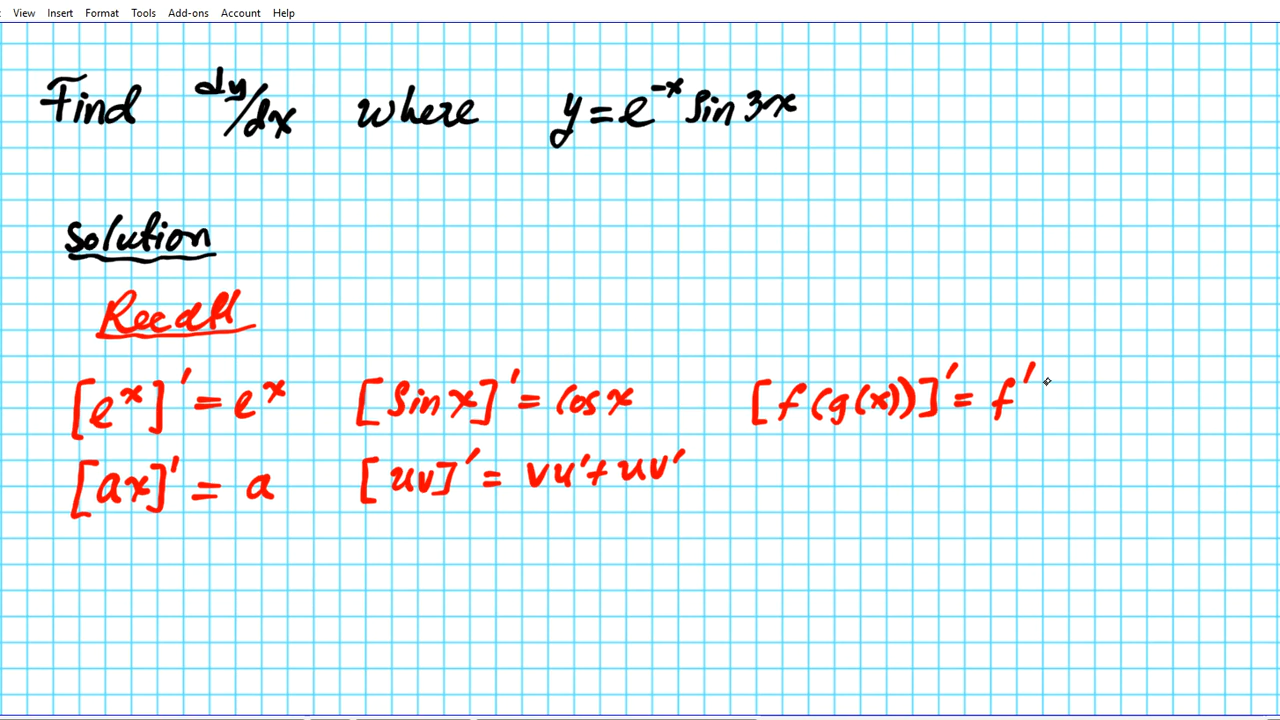 View Format Tools Add-ons Account Help
Find dy/dx where y = e^{-x} sin 3x
Solution
Recall
[e^x]' = e^x [sin x]' = cos x [f(g(x))]' = f'
[ax]' = a [uv]' = vu' + uv'